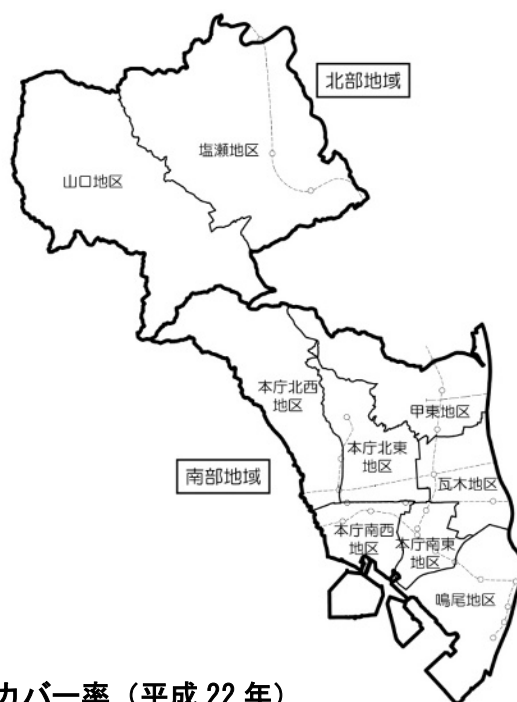 北部地域
塩瀬地区
山口地区
本庁北西
地区
甲東地区
本庁北東
地区
南部地域
瓦木地区
本庁南西
地区
本庁南東
地区
鳴尾地区
カバー率（平成 22 年）